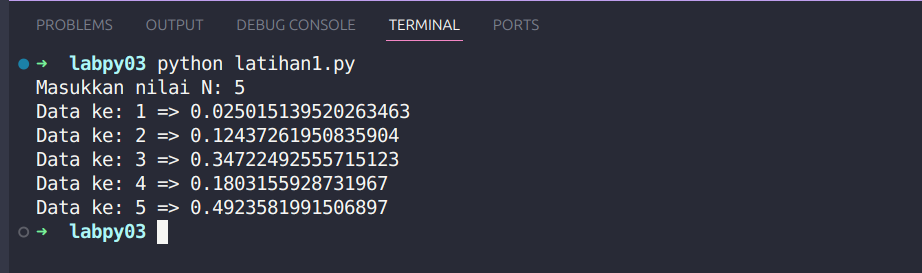 PROBLEMS OUTPUT DEBUG CONSOLE TERMINAL PORTS
➜ labpy03 python latihan1.py
Masukkan nilai N: 5
Data ke: 1 => 0.025015139520263463
Data ke: 2 => 0.12437261950835904
Data ke: 3 => 0.34722492555715123
Data ke: 4 => 0.1803155928731967
Data ke: 5 => 0.4923581991506897
➜ labpy03